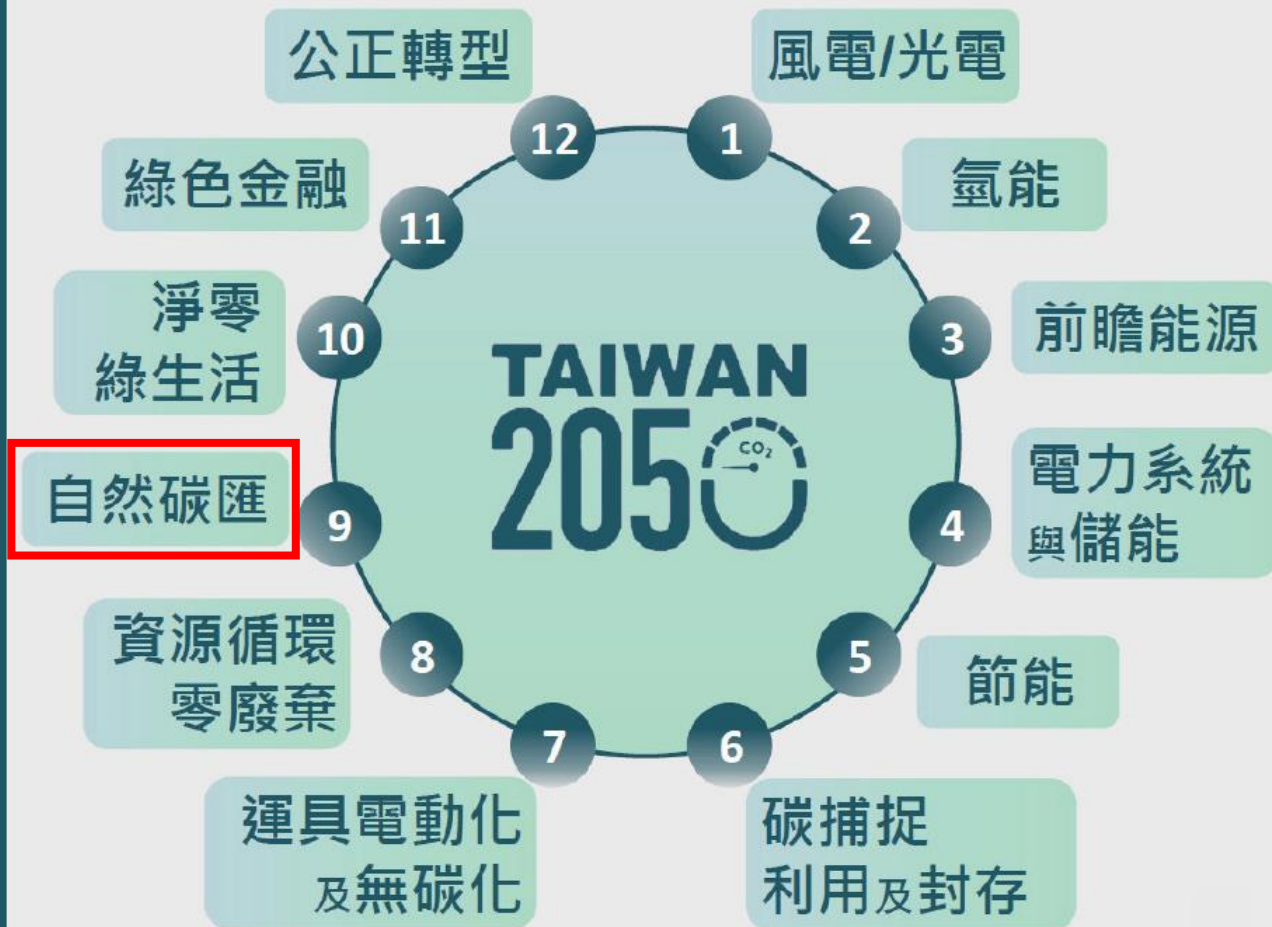 公正轉型
12
風電/光電
1
綠色金融
11
氫能
2
淨零
綠生活
10
前瞻能源
3
TAIWAN
2050
CO₂
自然碳匯
9
電力系統
與儲能
4
資源循環
零廢棄
8
節能
5
運具電動化
及無碳化
7
碳捕捉
利用及封存
6